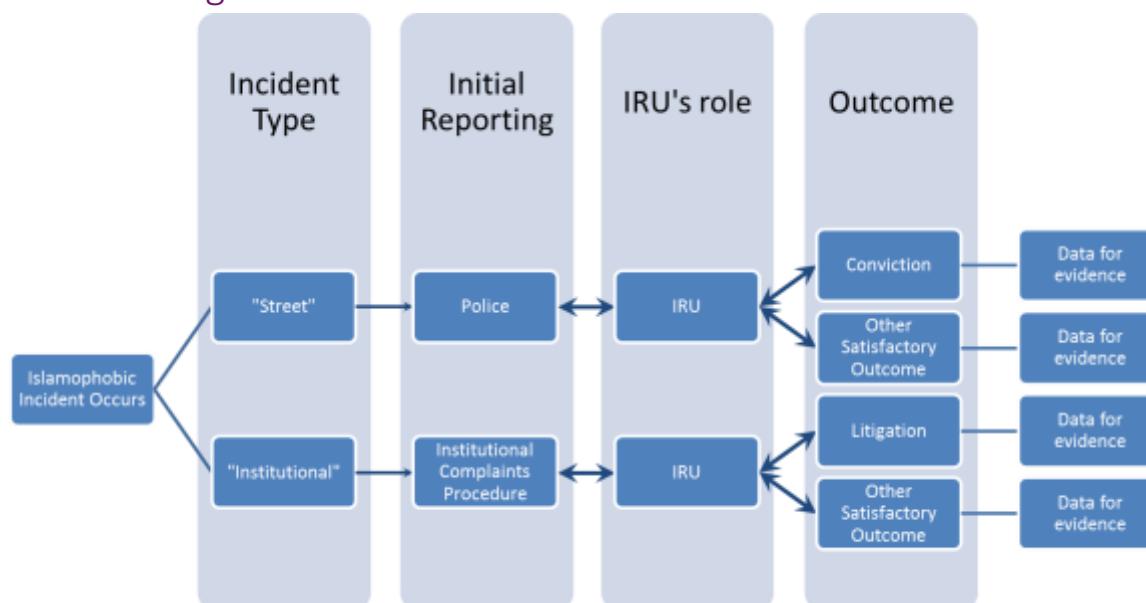 Incident
Type
Initial
Reporting
IRU's role
Outcome
Islamophobic
Incident Occurs
"Street"
Police
IRU
Conviction
Data for
evidence
Other
Satisfactory
Outcome
Data for
evidence
"Institutional"
Institutional
Complaints
Procedure
IRU
Litigation
Data for
evidence
Other
Satisfactory
Outcome
Data for
evidence